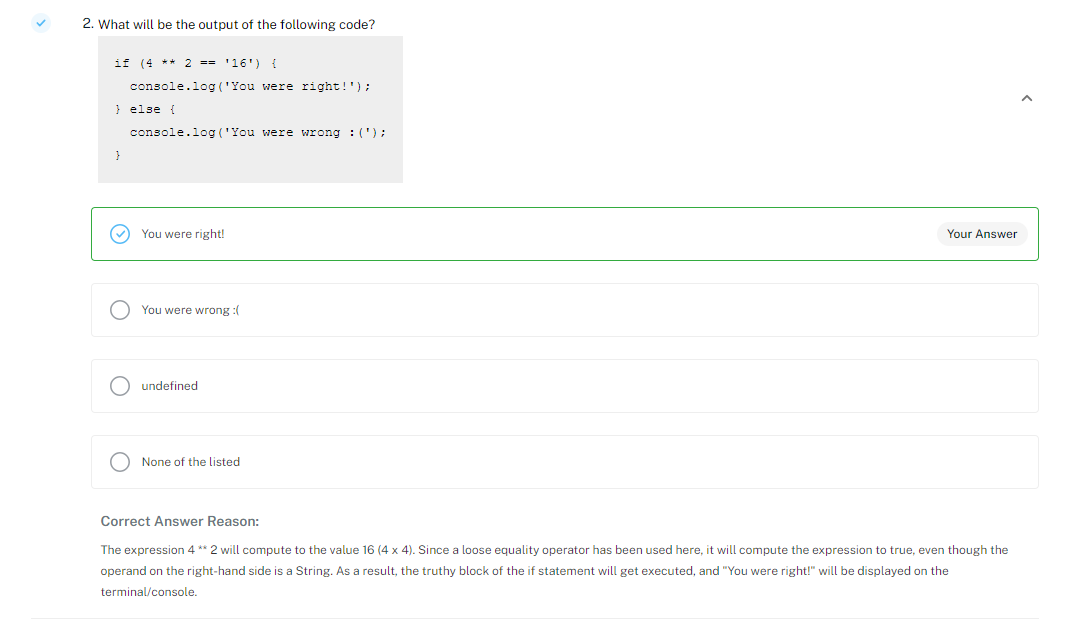 2. What will be the output of the following code?
if (4 ** 2 == '16') {
  console.log('You were right!');
} else {
  console.log('You were wrong :(');
}
You were right!
Your Answer
You were wrong :(
undefined
None of the listed
Correct Answer Reason:
The expression 4 ** 2 will compute to the value 16 (4 x 4). Since a loose equality operator has been used here, it will compute the expression to true, even though the
operand on the right-hand side is a String. As a result, the truthy block of the if statement will get executed, and "You were right!" will be displayed on the
terminal/console.